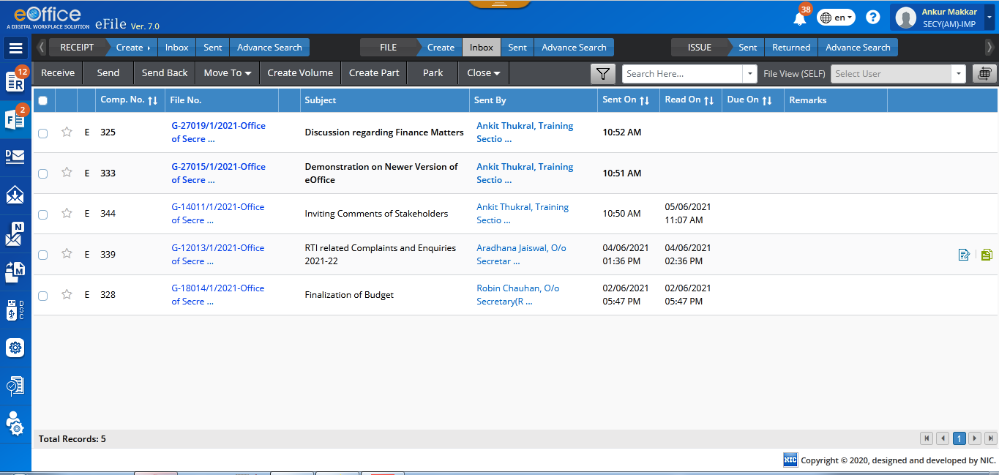 eOffice
A DIGITAL WORKPLACE SOLUTION
eFile Ver. 7.0
38
en
?
Ankur Makkar
SECY(AM)-IMP
RECEIPT Create Inbox Sent Advance Search
FILE Create Inbox Sent Advance Search
ISSUE Sent Returned Advance Search
12
R
2
F
D
N
M
DSC
Receive Send Send Back Move To Create Volume Create Part Park Close
Search Here... File View (SELF) Select User
Comp. No. File No. Subject Sent By Sent On Read On Due On Remarks
E 325 G-27019/1/2021-Office of Secre ... Discussion regarding Finance Matters Ankit Thukral, Training Sectio ... 10:52 AM
E 333 G-27015/1/2021-Office of Secre ... Demonstration on Newer Version of eOffice Ankit Thukral, Training Sectio ... 10:51 AM
E 344 G-14011/1/2021-Office of Secre ... Inviting Comments of Stakeholders Ankit Thukral, Training Sectio ... 10:50 AM 05/06/2021 11:07 AM
E 339 G-12013/1/2021-Office of Secre ... RTI related Complaints and Enquiries 2021-22 Aradhana Jaiswal, O/o Secretar ... 04/06/2021 01:36 PM 04/06/2021 02:36 PM
E 328 G-18014/1/2021-Office of Secre ... Finalization of Budget Robin Chauhan, O/o Secretary(R ... 02/06/2021 05:47 PM 02/06/2021 05:47 PM
Total Records: 5
1
NIC Copyright © 2020, designed and developed by NIC.